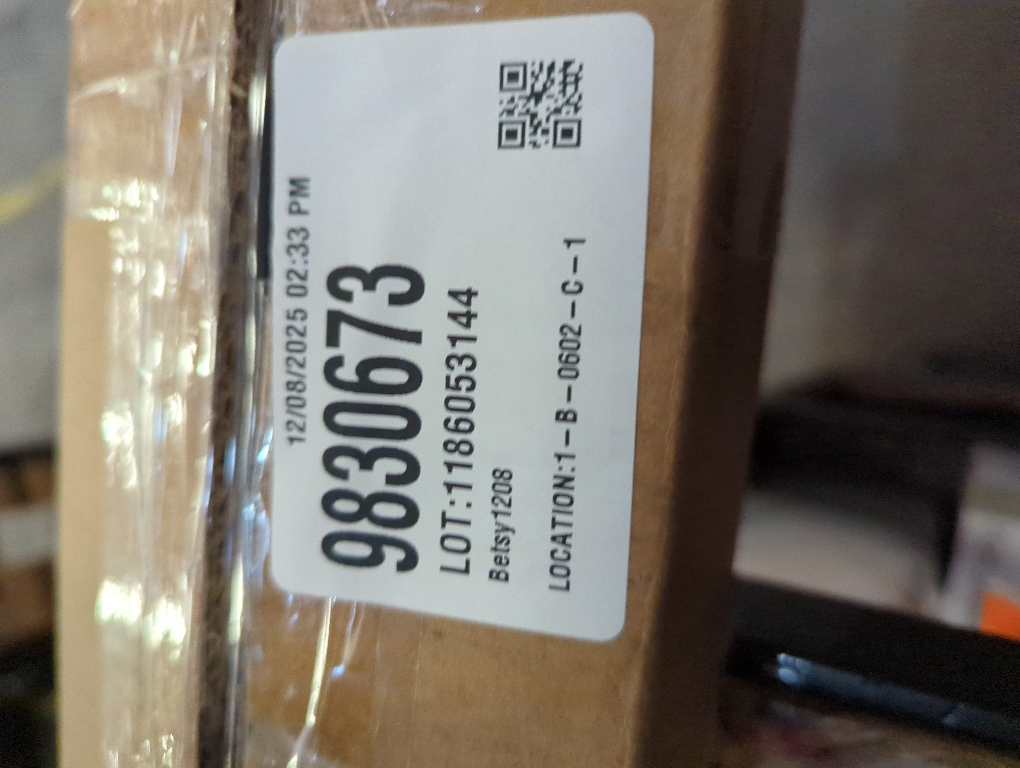 12/08/2025 02:33 PM
9830673
LOT:1186053144
Betsy1208
LOCATION:1-B-0602-C-1